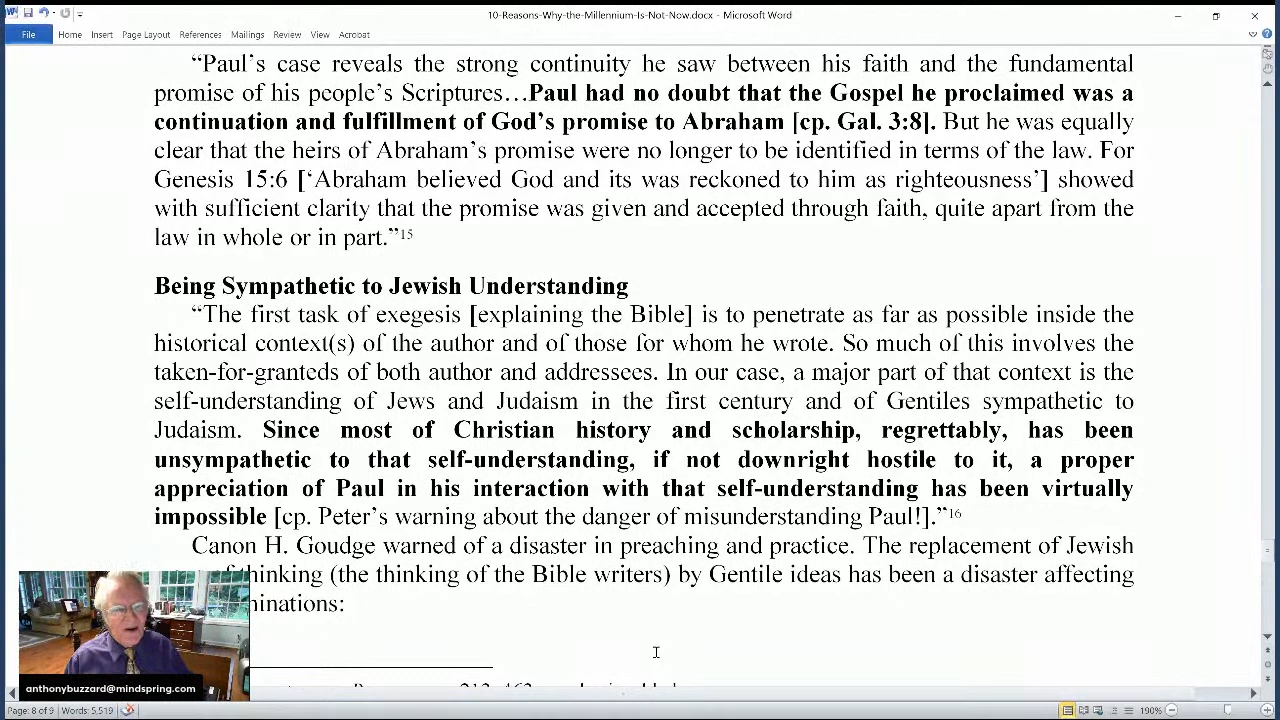 10-Reasons-Why-the-Millennium-Is-Not-Now.docx - Microsoft Word
File Home Insert Page Layout References Mailings Review View Acrobat
“Paul’s case reveals the strong continuity he saw between his faith and the fundamental
promise of his people’s Scriptures…Paul had no doubt that the Gospel he proclaimed was a
continuation and fulfillment of God’s promise to Abraham [cp. Gal. 3:8]. But he was equally
clear that the heirs of Abraham’s promise were no longer to be identified in terms of the law. For
Genesis 15:6 [‘Abraham believed God and its was reckoned to him as righteousness’] showed
with sufficient clarity that the promise was given and accepted through faith, quite apart from the
law in whole or in part.”15
Being Sympathetic to Jewish Understanding
“The first task of exegesis [explaining the Bible] is to penetrate as far as possible inside the
historical context(s) of the author and of those for whom he wrote. So much of this involves the
taken-for-granteds of both author and addressees. In our case, a major part of that context is the
self-understanding of Jews and Judaism in the first century and of Gentiles sympathetic to
Judaism. Since most of Christian history and scholarship, regrettably, has been
unsympathetic to that self-understanding, if not downright hostile to it, a proper
appreciation of Paul in his interaction with that self-understanding has been virtually
impossible [cp. Peter’s warning about the danger of misunderstanding Paul!].”16
Canon H. Goudge warned of a disaster in preaching and practice. The replacement of Jewish
thinking (the thinking of the Bible writers) by Gentile ideas has been a disaster affecting
minations:
anthonybuzzard@mindspring.com
Page: 8 of 9 Words: 5,519 190%